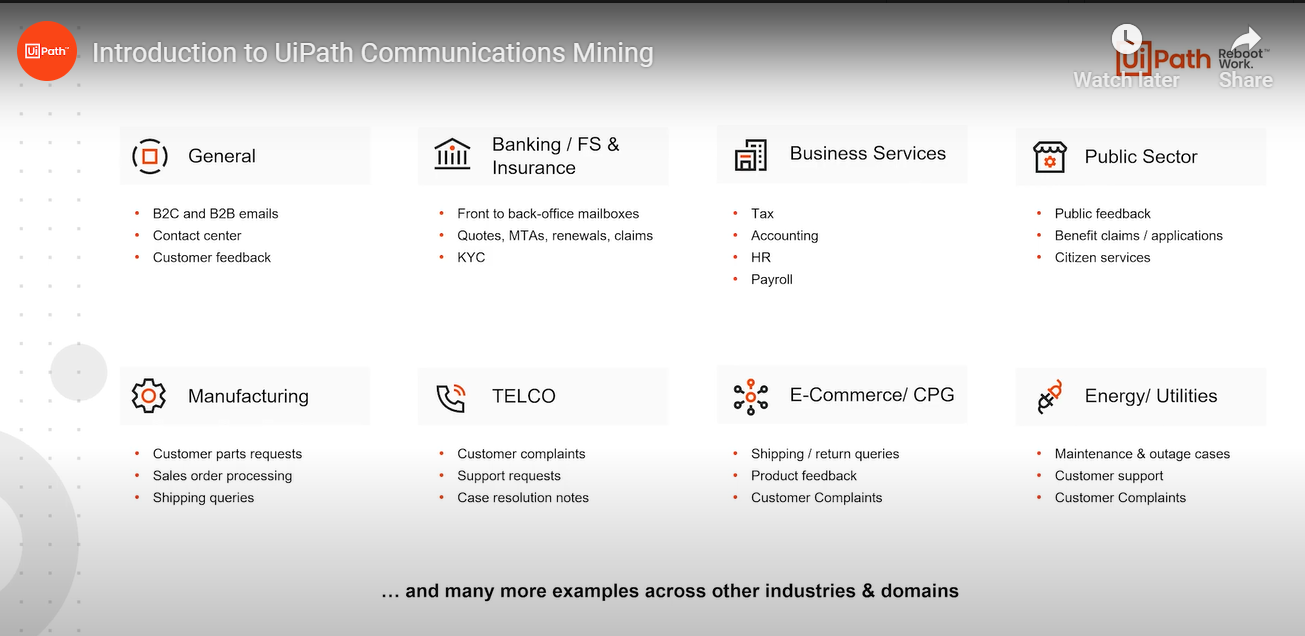 UiPath™
Introduction to UiPath Communications Mining
UiPath™
Reboot
Work.
Watch later
Share
General
B2C and B2B emails
Contact center
Customer feedback
Banking / FS &
Insurance
Front to back-office mailboxes
Quotes, MTAs, renewals, claims
KYC
Business Services
Tax
Accounting
HR
Payroll
Public Sector
Public feedback
Benefit claims / applications
Citizen services
Manufacturing
Customer parts requests
Sales order processing
Shipping queries
TELCO
Customer complaints
Support requests
Case resolution notes
E-Commerce/ CPG
Shipping / return queries
Product feedback
Customer Complaints
Energy/ Utilities
Maintenance & outage cases
Customer support
Customer Complaints
… and many more examples across other industries & domains